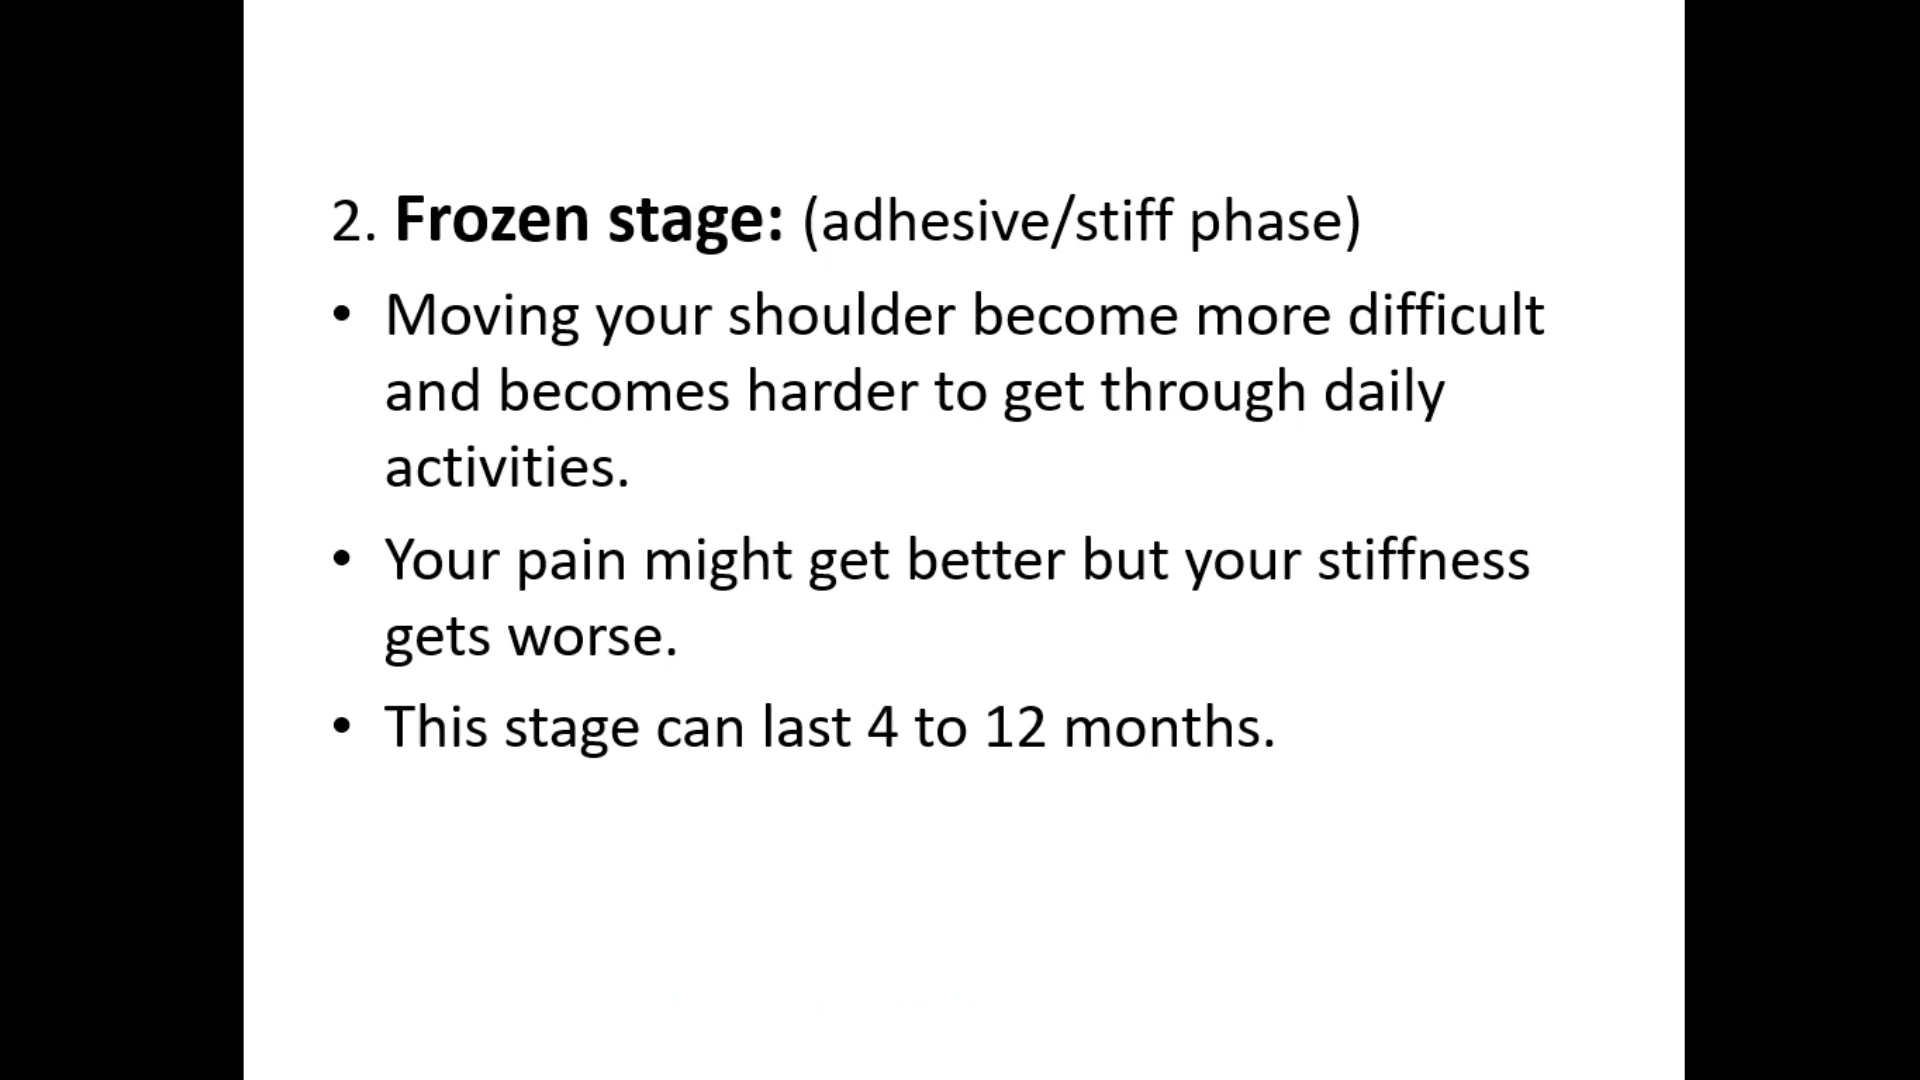 2. Frozen stage: (adhesive/stiff phase)
• Moving your shoulder become more difficult
and becomes harder to get through daily
activities.
• Your pain might get better but your stiffness
gets worse.
• This stage can last 4 to 12 months.